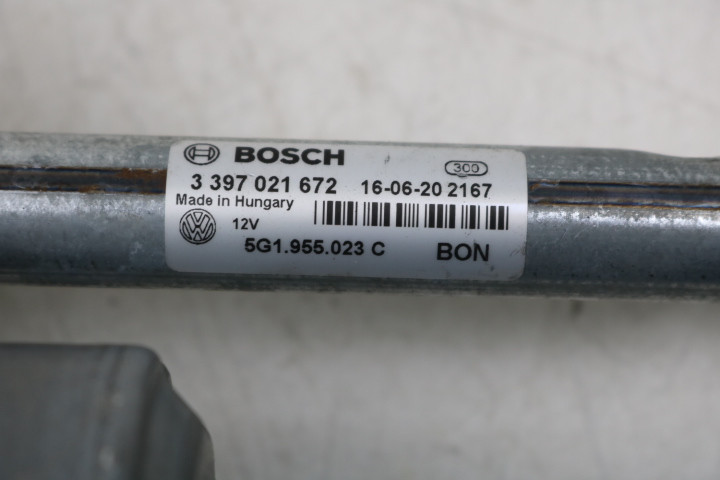 BOSCH 300
3 397 021 672 16-06-20 2167
Made in Hungary
12V
5G1.955.023 C BON